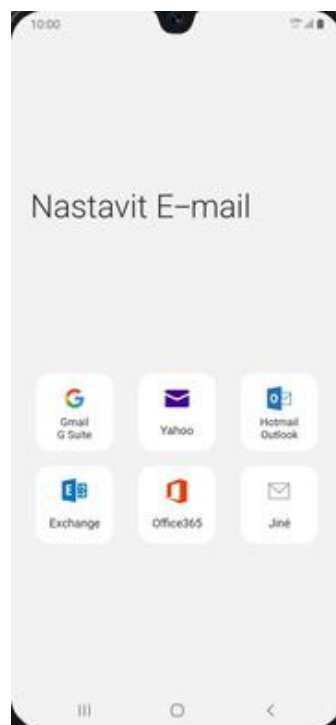 10:00
Nastavit E-mail
Gmail
G Suite
Yahoo
Hotmail
Outlook
Exchange
Office365
Jiné